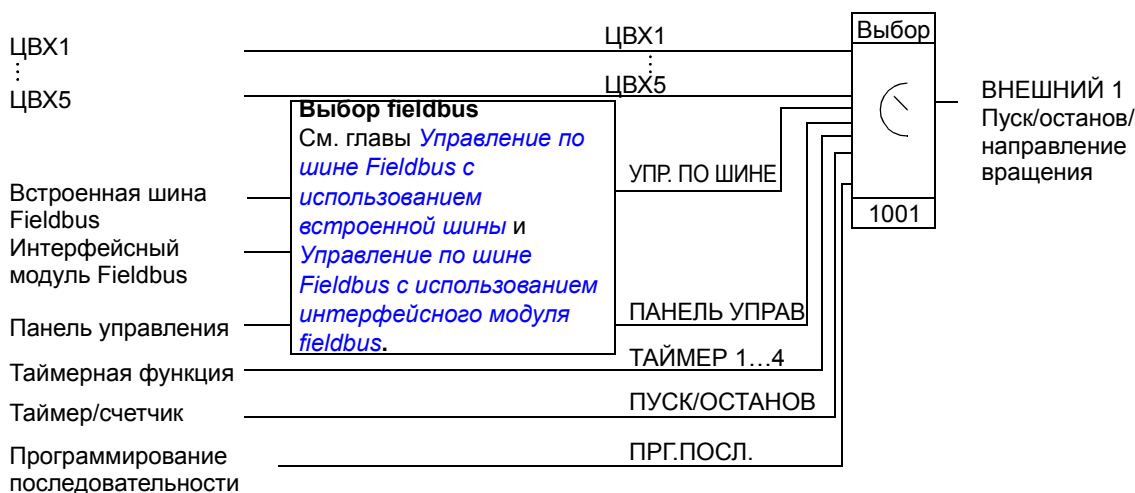 ЦВХ1
ЦВХ5
Встроенная шина
Fieldbus
Интерфейсный
модуль Fieldbus
Панель управления
Таймерная функция
Таймер/счетчик
Программирование
последовательности
Выбор fieldbus
См. главы Управление по
шине Fieldbus с
использованием
встроенной шины и
Управление по шине
Fieldbus с использованием
интерфейсного модуля
fieldbus.
ЦВХ1
ЦВХ5
УПР. ПО ШИНЕ
ПАНЕЛЬ УПРАВ
ТАЙМЕР 1…4
ПУСК/ОСТАНОВ
ПРГ.ПОСЛ.
Выбор
1001
ВНЕШНИЙ 1
Пуск/останов/
направление
вращения